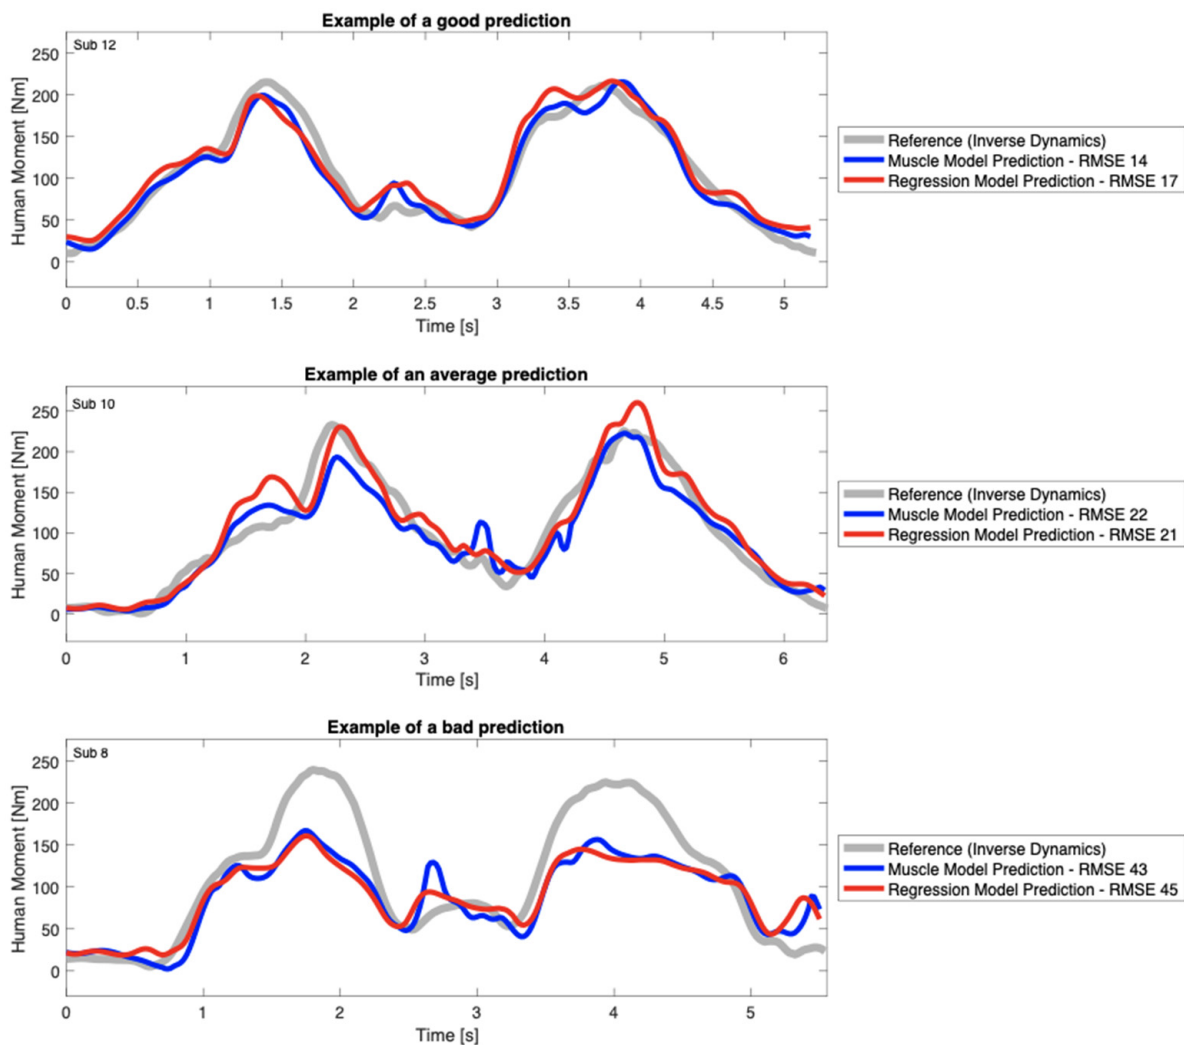 Example of a good prediction
Sub 12
Human Moment [Nm]
250
200
150
100
50
0
0 0.5 1 1.5 2 2.5 3 3.5 4 4.5 5
Time [s]
Reference (Inverse Dynamics)
Muscle Model Prediction - RMSE 14
Regression Model Prediction - RMSE 17
Example of an average prediction
Sub 10
Human Moment [Nm]
250
200
150
100
50
0
0 1 2 3 4 5 6
Time [s]
Reference (Inverse Dynamics)
Muscle Model Prediction - RMSE 22
Regression Model Prediction - RMSE 21
Example of a bad prediction
Sub 8
Human Moment [Nm]
250
200
150
100
50
0
0 1 2 3 4 5
Time [s]
Reference (Inverse Dynamics)
Muscle Model Prediction - RMSE 43
Regression Model Prediction - RMSE 45